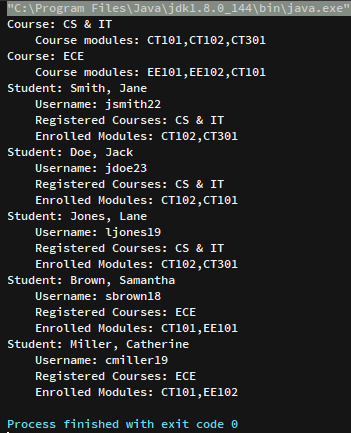 "C:\Program Files\Java\jdk1.8.0_144\bin\java.exe"
Course: CS & IT
    Course modules: CT101,CT102,CT301
Course: ECE
    Course modules: EE101,EE102,CT101
Student: Smith, Jane
    Username: jsmith22
    Registered Courses: CS & IT
    Enrolled Modules: CT102,CT301
Student: Doe, Jack
    Username: jdoe23
    Registered Courses: CS & IT
    Enrolled Modules: CT102,CT101
Student: Jones, Lane
    Username: ljones19
    Registered Courses: CS & IT
    Enrolled Modules: CT102,CT301
Student: Brown, Samantha
    Username: sbrown18
    Registered Courses: ECE
    Enrolled Modules: CT101,EE101
Student: Miller, Catherine
    Username: cmiller19
    Registered Courses: ECE
    Enrolled Modules: CT101,EE102

Process finished with exit code 0